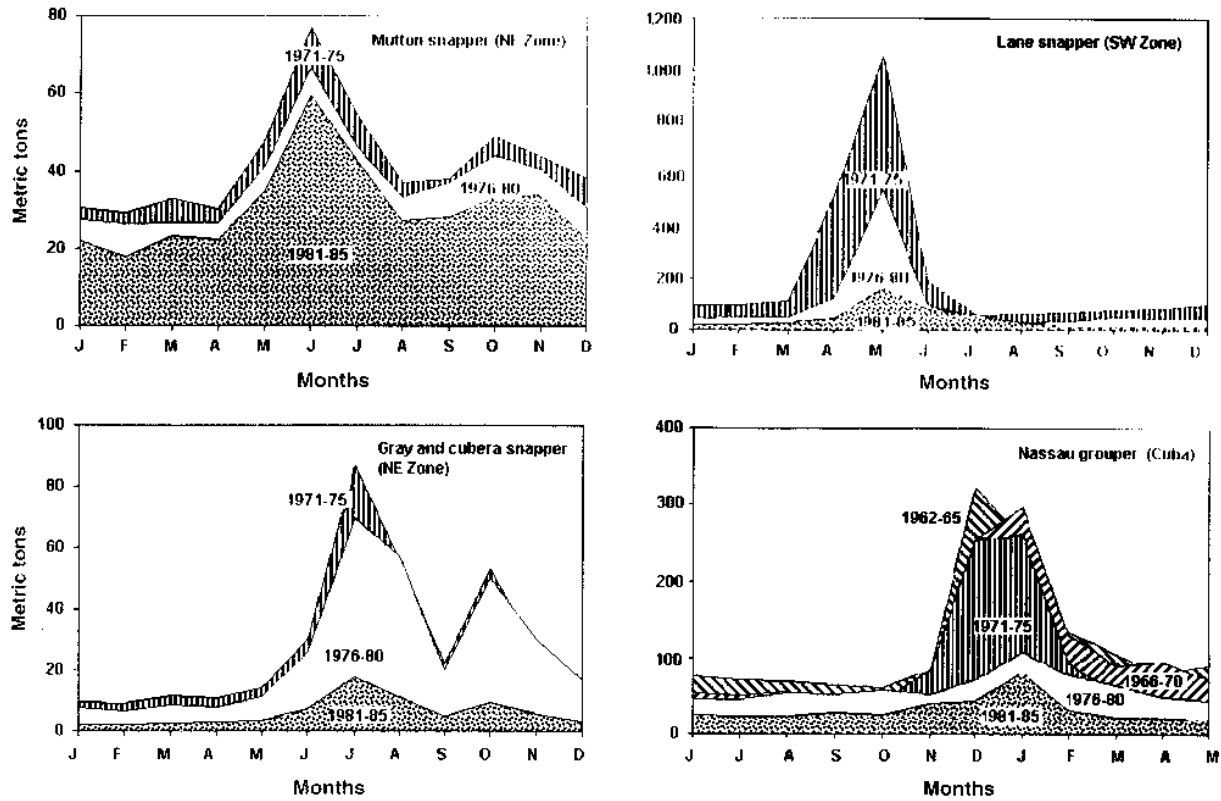 Mutton snapper (NE Zone)
80
60
40
20
0
Metric tons
1971-75
1976-80
1981-85
J F M A M J J A S O N D
Months
Lane snapper (SW Zone)
1,200
1,000
800
600
400
200
0
1971-75
1976-80
1981-85
J F M A M J J A S O N D
Months
Gray and cubera snapper
(NE Zone)
100
80
60
40
20
0
Metric tons
1971-75
1976-80
1981-85
J F M A M J J A S O N D
Months
Nassau grouper (Cuba)
400
300
200
100
0
1962-65
1971-75
1966-70
1976-80
1981-85
J J A S O N D J F M A M
Months